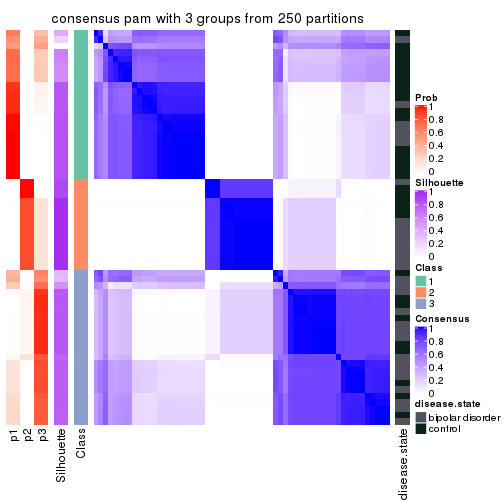 consensus pam with 3 groups from 250 partitions
Prob
1
0.8
0.6
0.4
0.2
0
Silhouette
1
0.8
0.6
0.4
0.2
0
Class
1
2
3
Consensus
1
0.8
0.6
0.4
0.2
0
disease.state
bipolar disorder
control
p1
p2
p3
Silhouette
Class
disease.state